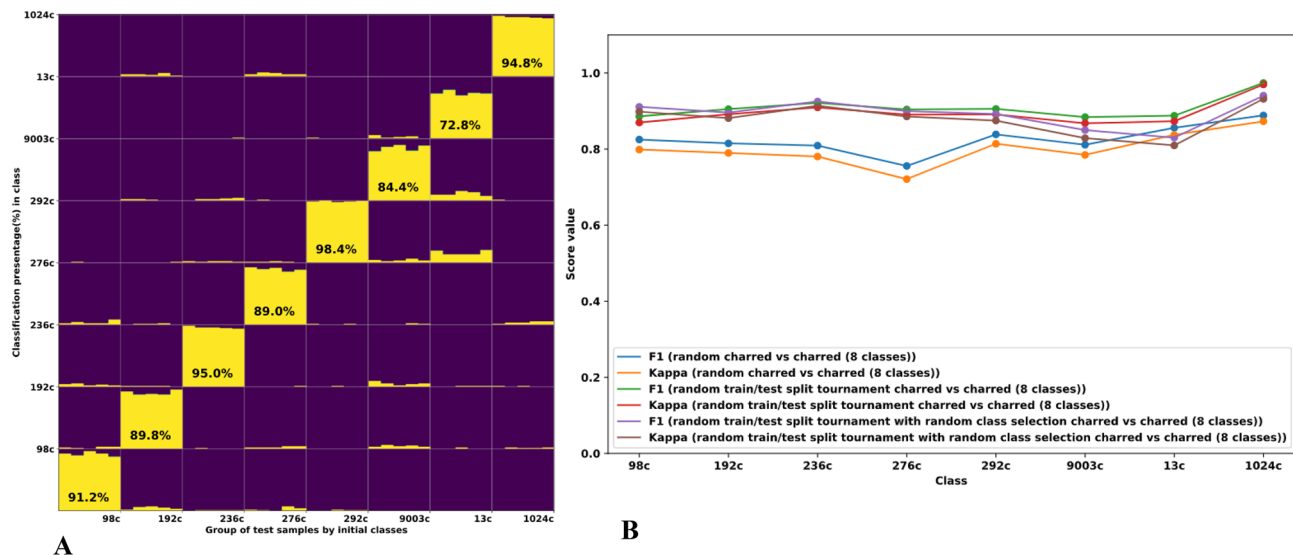 Classification presentage(%) in class
1024c
13c
9003c
292c
276c
236c
192c
98c
94.8%
72.8%
84.4%
98.4%
89.0%
95.0%
89.8%
91.2%
98c 192c 236c 276c 292c 9003c 13c 1024c
Group of test samples by initial classes
A
Score value
1.0
0.8
0.6
0.4
0.2
0.0
F1 (random charred vs charred (8 classes))
Kappa (random charred vs charred (8 classes))
F1 (random train/test split tournament charred vs charred (8 classes))
Kappa (random train/test split tournament charred vs charred (8 classes))
F1 (random train/test split tournament with random class selection charred vs charred (8 classes))
Kappa (random train/test split tournament with random class selection charred vs charred (8 classes))
98c 192c 236c 276c 292c 9003c 13c 1024c
Class
B